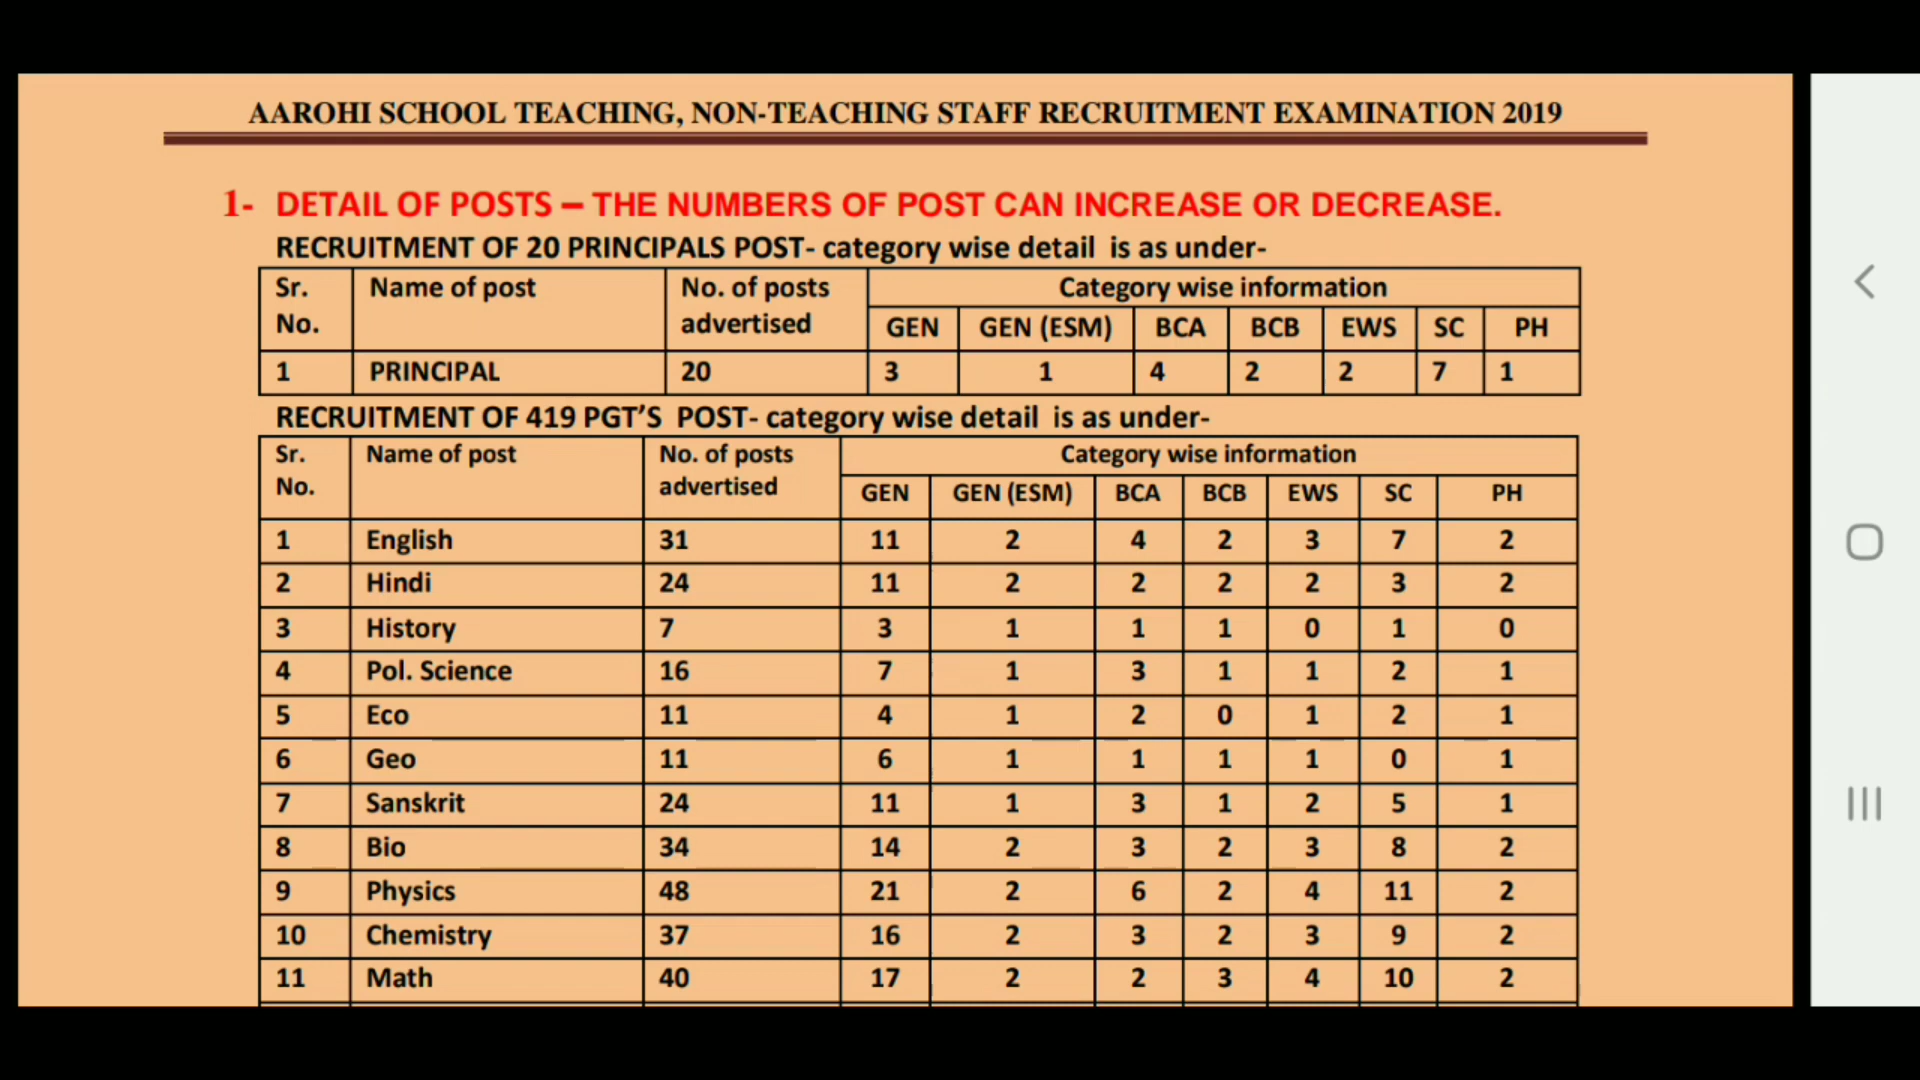 AAROHI SCHOOL TEACHING, NON-TEACHING STAFF RECRUITMENT EXAMINATION 2019
1- DETAIL OF POSTS – THE NUMBERS OF POST CAN INCREASE OR DECREASE.
RECRUITMENT OF 20 PRINCIPALS POST- category wise detail is as under-
Sr. No. Name of post No. of posts advertised Category wise information
GEN GEN (ESM) BCA BCB EWS SC PH
1 PRINCIPAL 20 3 1 4 2 2 7 1
RECRUITMENT OF 419 PGT’S POST- category wise detail is as under-
Sr. No. Name of post No. of posts advertised Category wise information
GEN GEN (ESM) BCA BCB EWS SC PH
1 English 31 11 2 4 2 3 7 2
2 Hindi 24 11 2 2 2 2 3 2
3 History 7 3 1 1 1 0 1 0
4 Pol. Science 16 7 1 3 1 1 2 1
5 Eco 11 4 1 2 0 1 2 1
6 Geo 11 6 1 1 1 1 0 1
7 Sanskrit 24 11 1 3 1 2 5 1
8 Bio 34 14 2 3 2 3 8 2
9 Physics 48 21 2 6 2 4 11 2
10 Chemistry 37 16 2 3 2 3 9 2
11 Math 40 17 2 2 3 4 10 2